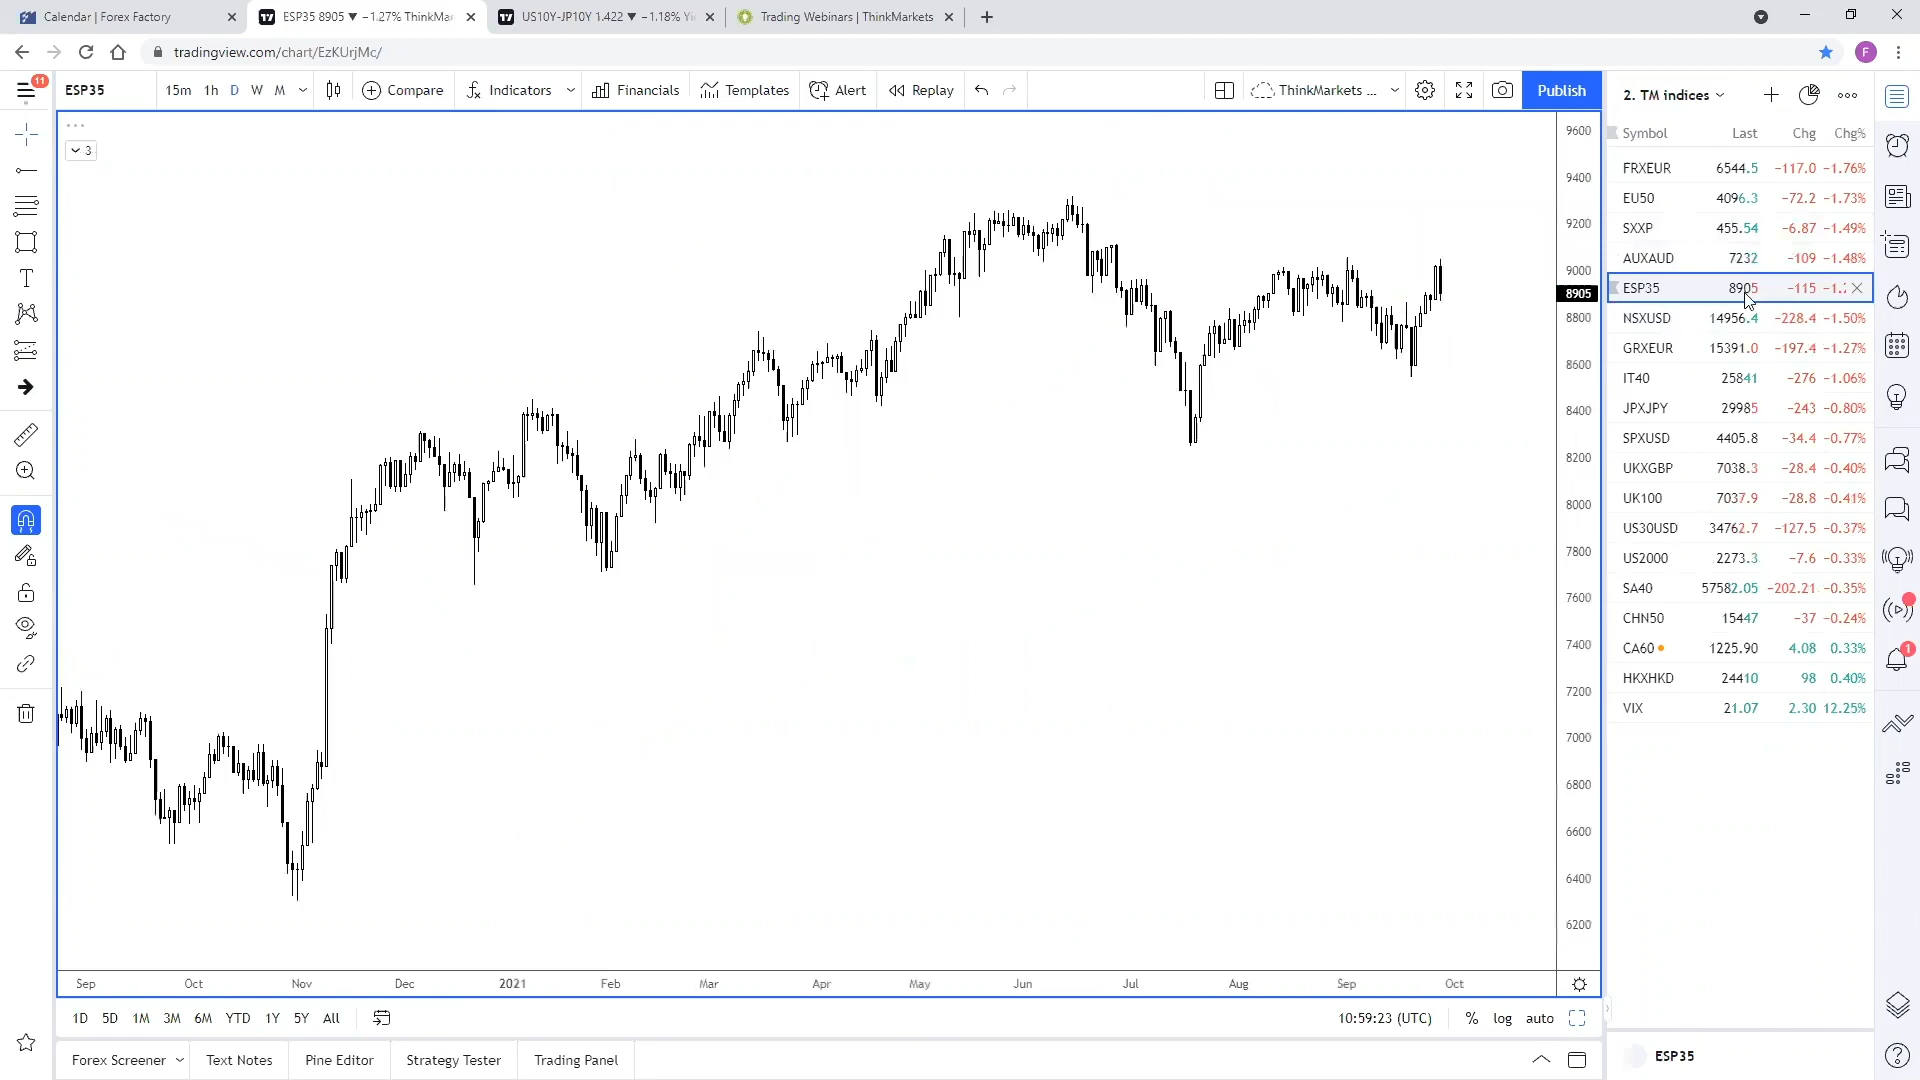 Calendar | Forex Factory
ESP35 8905 ▼ −1.27% ThinkMa
US10Y-JP10Y 1.422 ▼ −1.18% Yi
Trading Webinars | ThinkMarkets
tradingview.com/chart/EzKUrjMc/
F
11
ESP35 15m 1h D W M Compare Indicators Financials Templates Alert Replay ThinkMarkets ... Publish
3
9600
9400
9200
9000
8905
8800
8600
8400
8200
8000
7800
7600
7400
7200
7000
6800
6600
6400
6200
Sep Oct Nov Dec 2021 Feb Mar Apr May Jun Jul Aug Sep Oct
1D 5D 1M 3M 6M YTD 1Y 5Y All 10:59:23 (UTC) % log auto
Forex Screener Text Notes Pine Editor Strategy Tester Trading Panel
2. TM indices
Symbol Last Chg Chg%
FRXEUR 6544.5 −117.0 −1.76%
EU50 4096.3 −72.2 −1.73%
SXXP 455.54 −6.87 −1.49%
AUXAUD 7232 −109 −1.48%
ESP35 8905 −115 −1.2
NSXUSD 14956.4 −228.4 −1.50%
GRXEUR 15391.0 −197.4 −1.27%
IT40 25841 −276 −1.06%
JPXJPY 29985 −243 −0.80%
SPXUSD 4405.8 −34.4 −0.77%
UKXGBP 7038.3 −28.4 −0.40%
UK100 7037.9 −28.8 −0.41%
US30USD 34762.7 −127.5 −0.37%
US2000 2273.3 −7.6 −0.33%
SA40 57582.05 −202.21 −0.35%
CHN50 15447 −37 −0.24%
CA60 1225.90 4.08 0.33%
HKXHKD 24410 98 0.40%
VIX 21.07 2.30 12.25%
1
ESP35